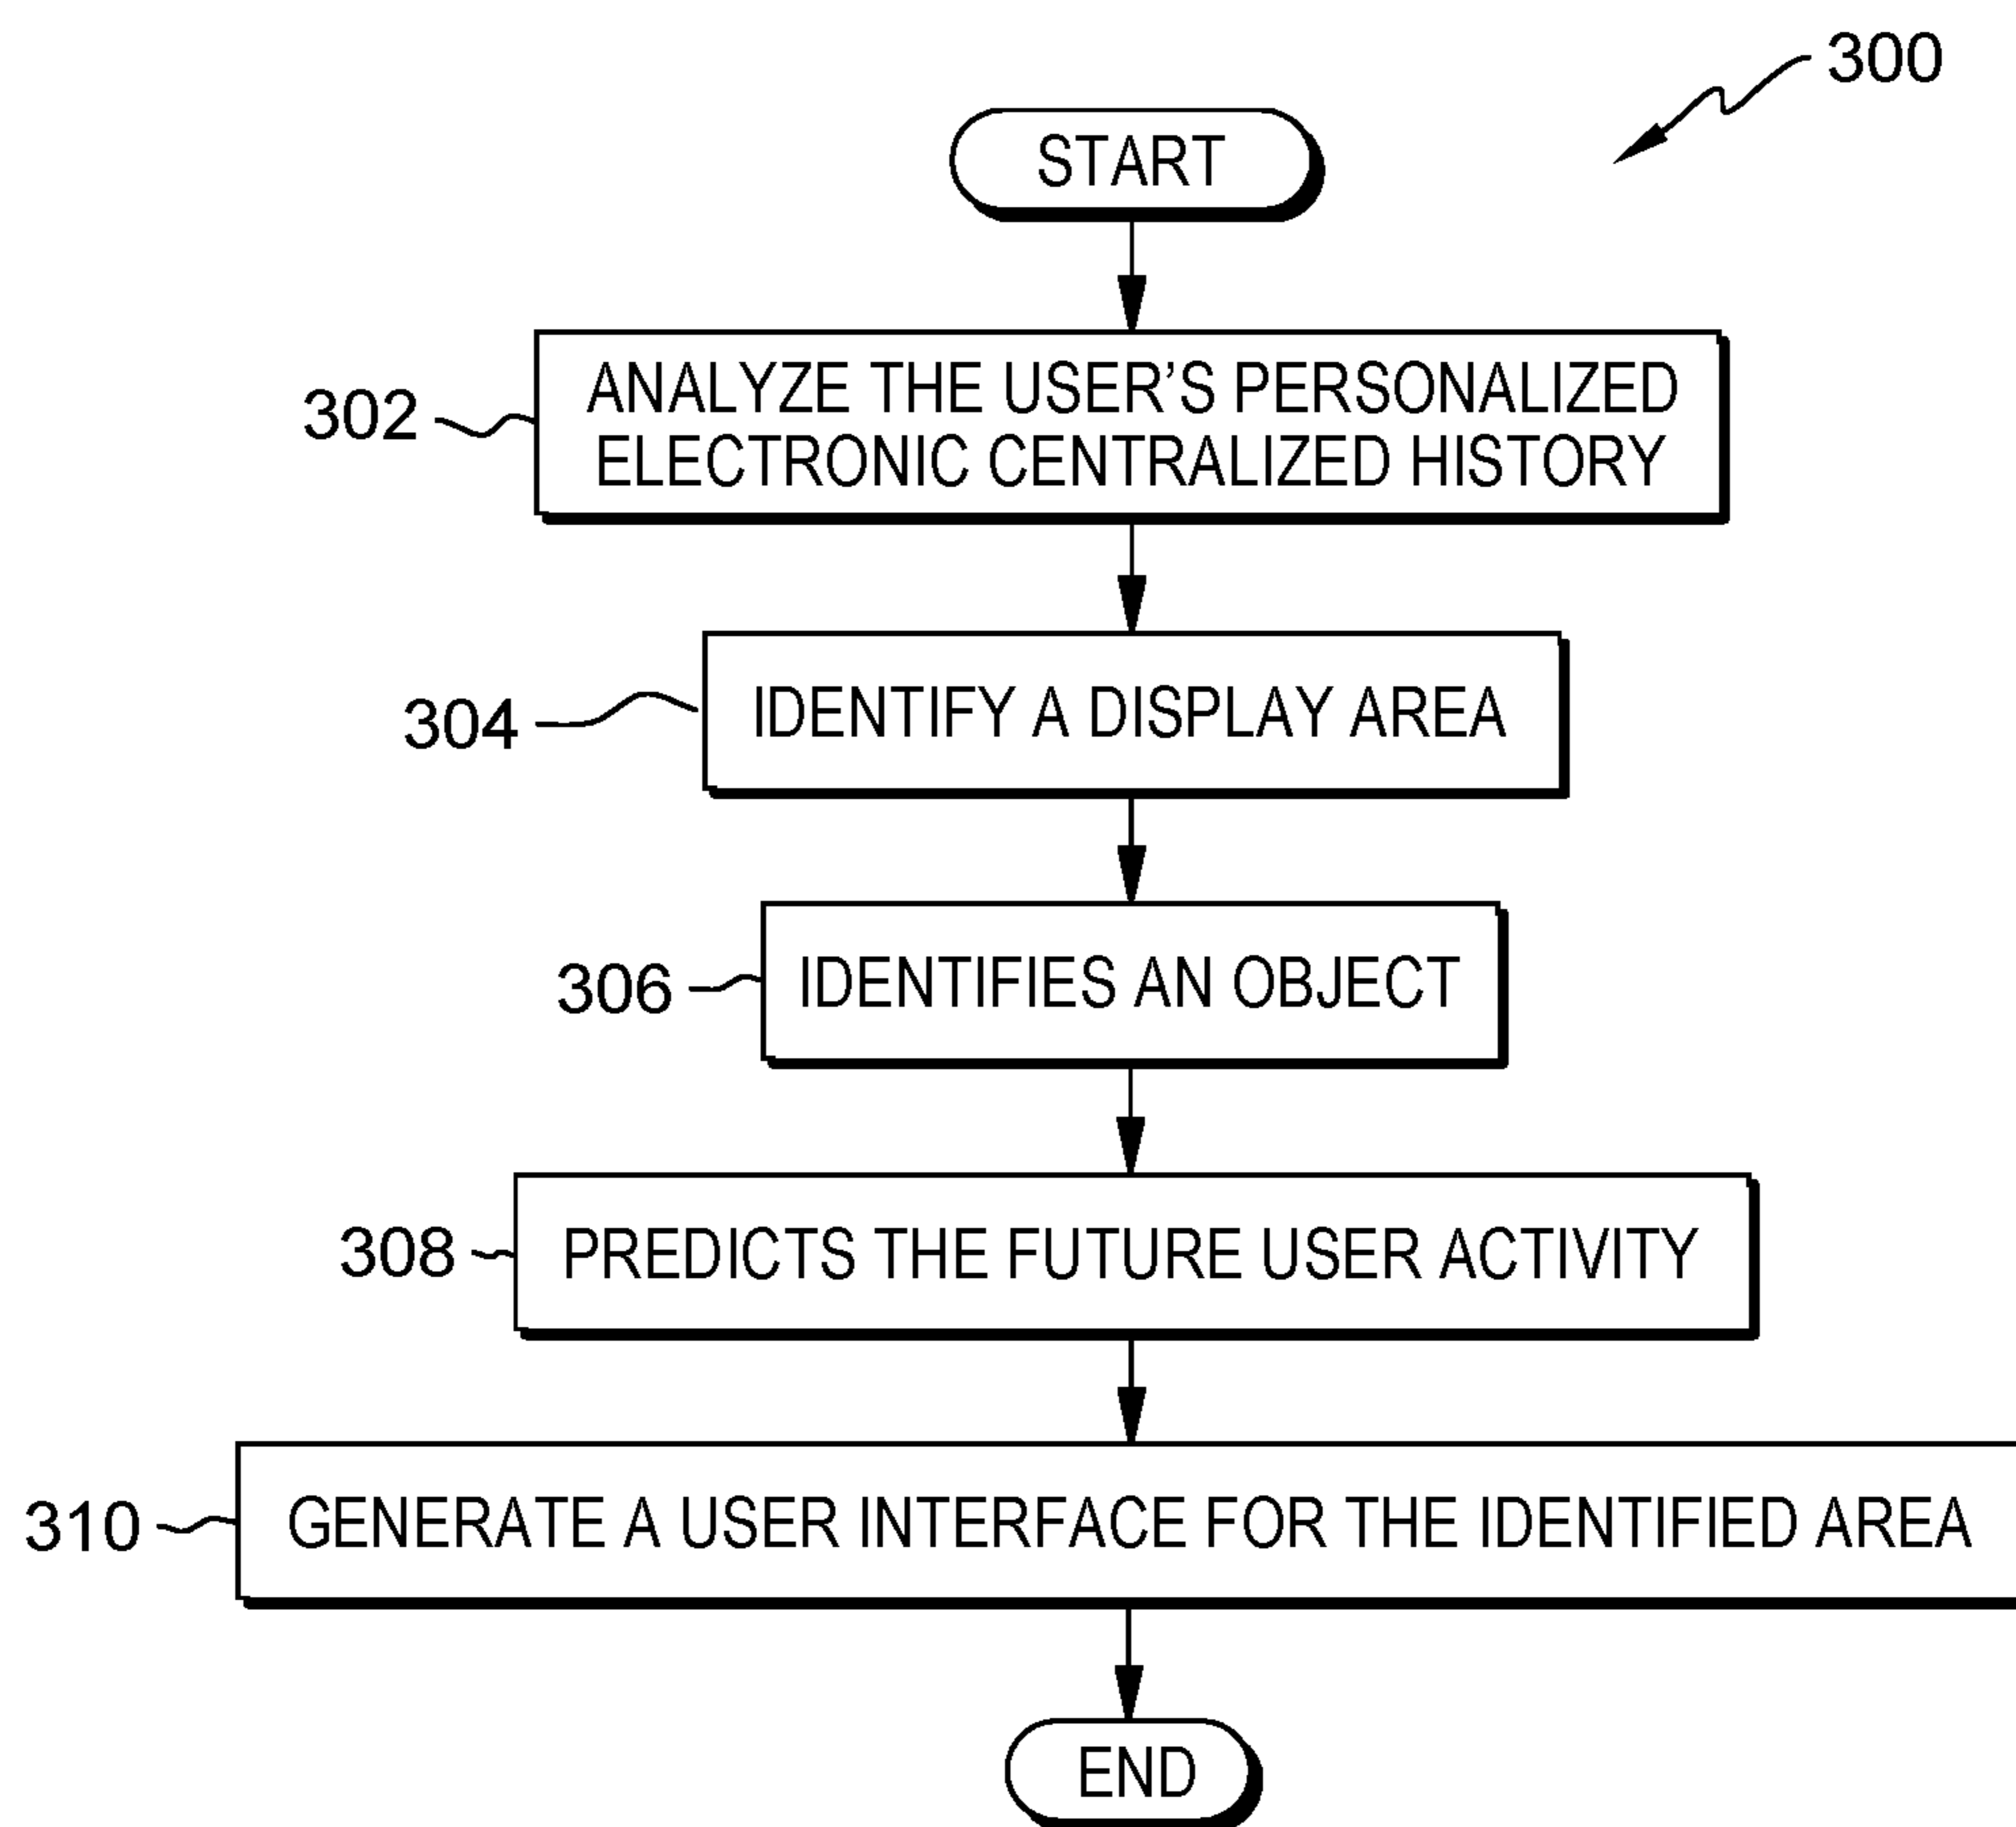 300
START
302
ANALYZE THE USER’S PERSONALIZED
ELECTRONIC CENTRALIZED HISTORY
304
IDENTIFY A DISPLAY AREA
306
IDENTIFIES AN OBJECT
308
PREDICTS THE FUTURE USER ACTIVITY
310
GENERATE A USER INTERFACE FOR THE IDENTIFIED AREA
END